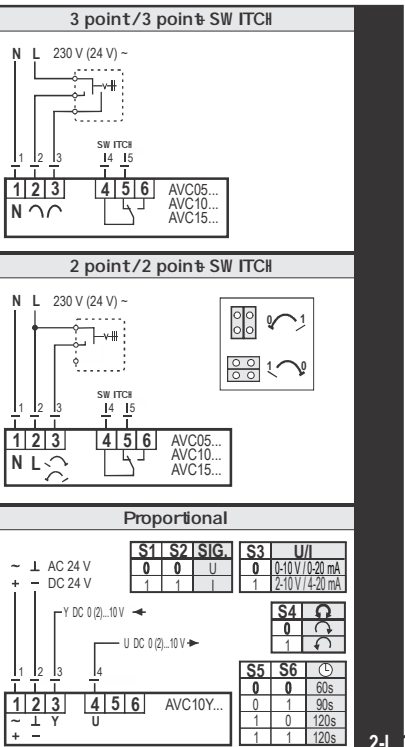 3 point/3 point+ SW ITCH
N L 230 V (24 V) ~
SW ITCH
1 2 3 4 5
1 2 3 4 5 6 AVC05...
N AVC10...
AVC15...
2 point/2 point+ SW ITCH
N L 230 V (24 V) ~
0 1
1 0
SW ITCH
1 2 3 4 5
1 2 3 4 5 6 AVC05...
N L AVC10...
AVC15...
Proportional
~ ⊥ AC 24 V
+ − DC 24 V
S1 S2 SIG.
0 0 U
1 1 I
S3 U/I
0 0-10 V / 0-20 mA
1 2-10 V / 4-20 mA
Y DC 0 (2)...10 V
U DC 0 (2)...10 V
S4
0
1
1 2 3 4
1 2 3 4 5 6 AVC10Y...
~ ⊥ Y U
+ −
S5 S6
0 0 60s
0 1 90s
1 0 120s
1 1 120s
2-I